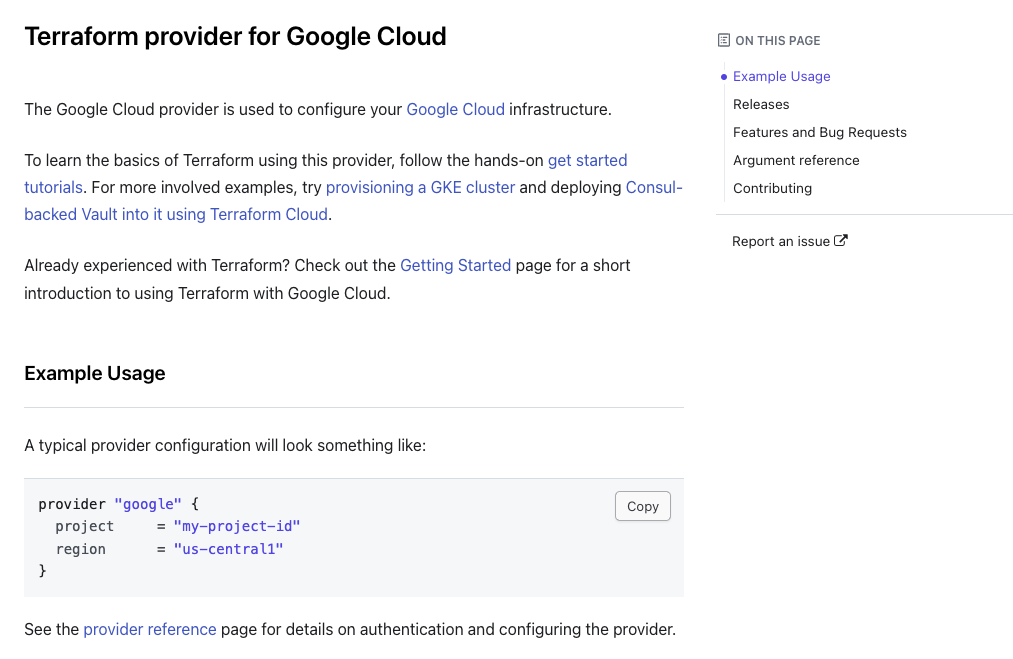 Terraform provider for Google Cloud
The Google Cloud provider is used to configure your Google Cloud infrastructure.
To learn the basics of Terraform using this provider, follow the hands-on get started
tutorials. For more involved examples, try provisioning a GKE cluster and deploying Consul-
backed Vault into it using Terraform Cloud.
Already experienced with Terraform? Check out the Getting Started page for a short
introduction to using Terraform with Google Cloud.
Example Usage
A typical provider configuration will look something like:
provider "google" {
  project     = "my-project-id"
  region      = "us-central1"
}
Copy
See the provider reference page for details on authentication and configuring the provider.
ON THIS PAGE
Example Usage
Releases
Features and Bug Requests
Argument reference
Contributing
Report an issue